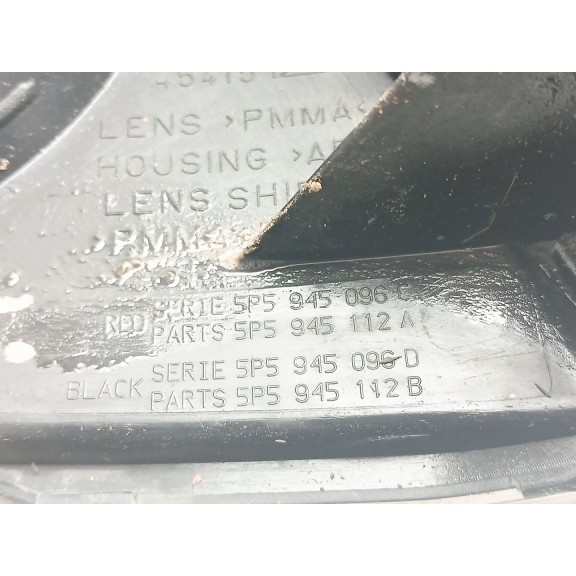 LENS >PMMA<
HOUSING >A
LENS SHI
>PMMA
RED SERIE 5P5 945 096 C
PARTS 5P5 945 112 A
BLACK SERIE 5P5 945 096 D
PARTS 5P5 945 112 B